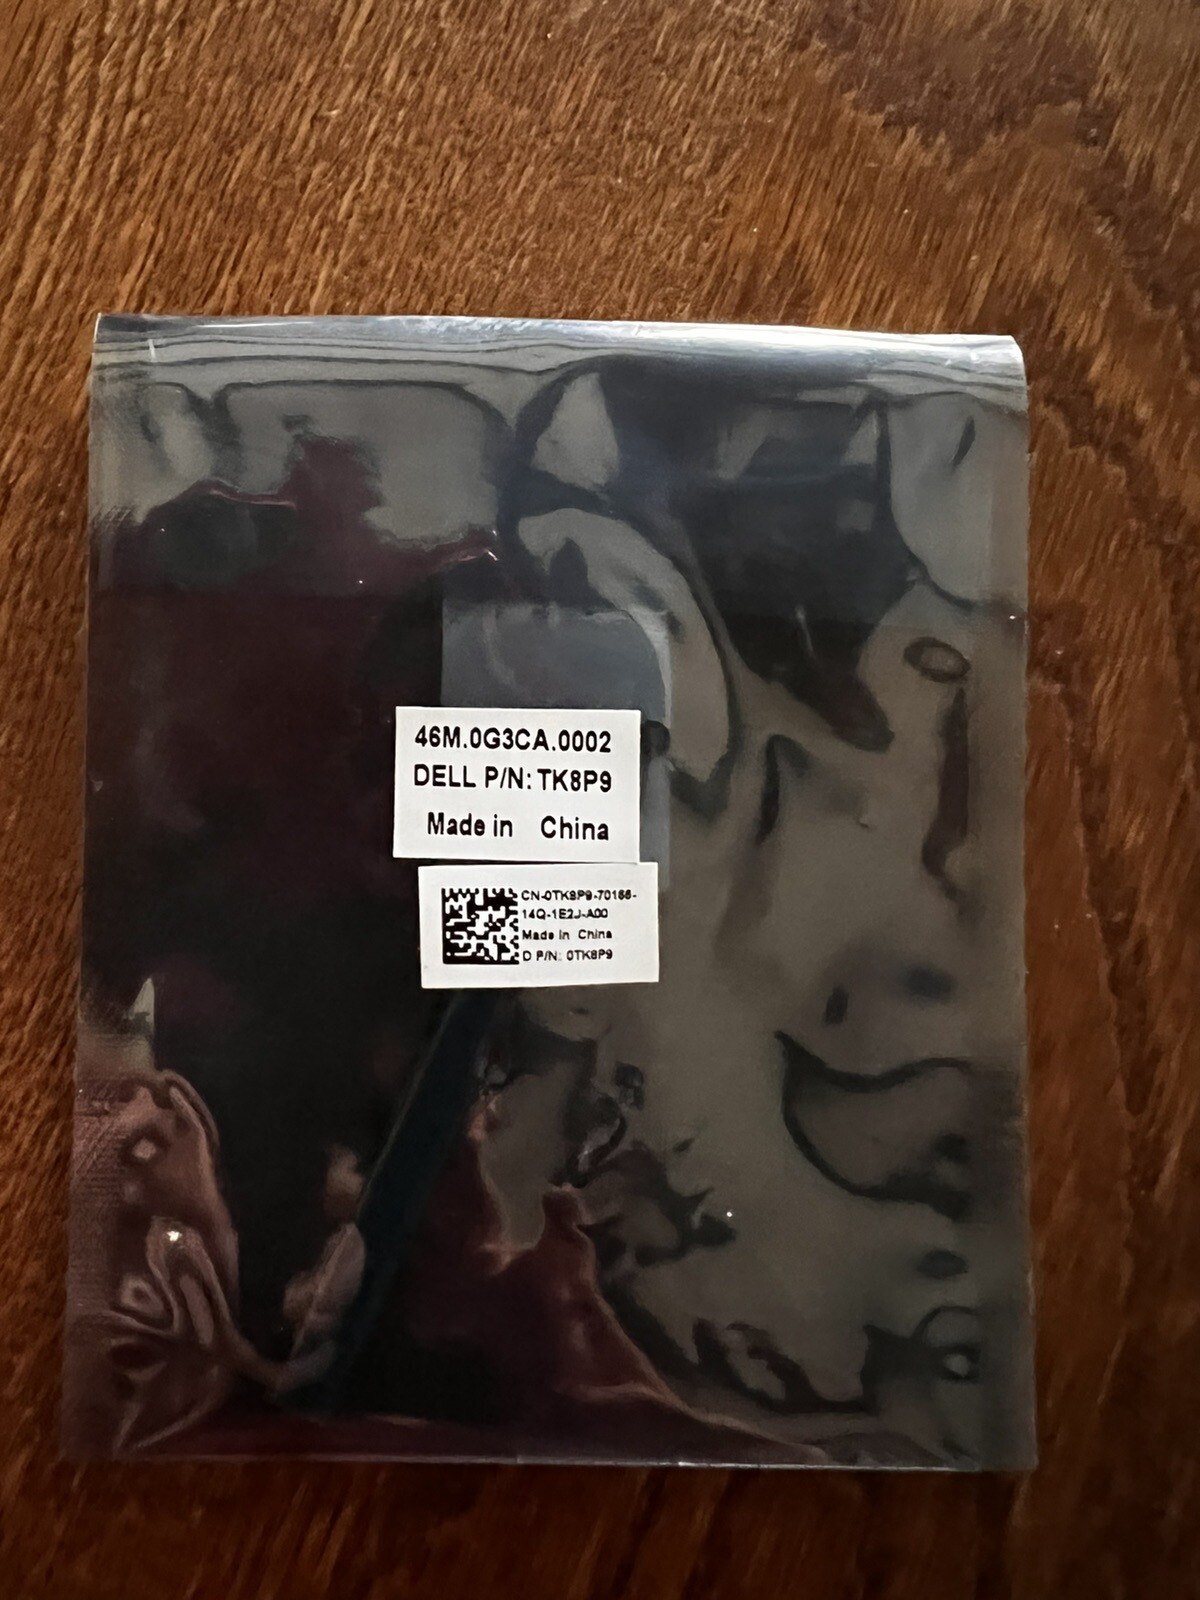 46M.0G3CA.0002
DELL P/N: TK8P9
Made in China
CN-0TK8P9-70166-
14Q-1E2J-A00
Made in China
D P/N: 0TK8P9